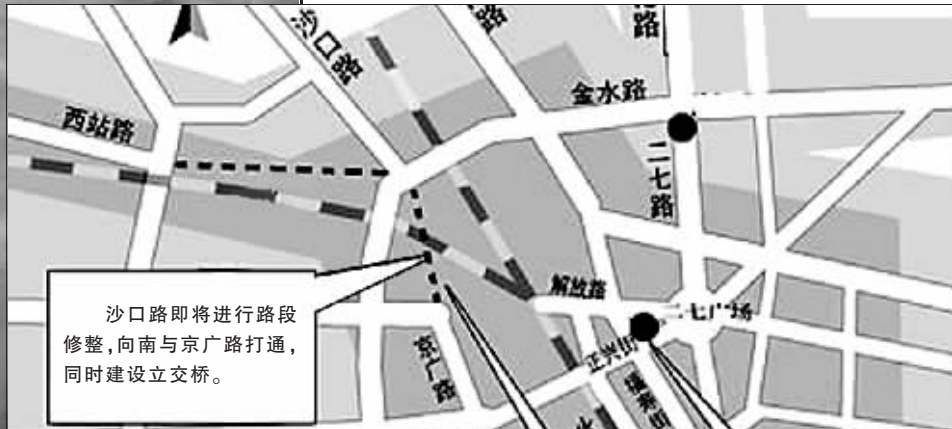 沙口路
路
路
金水路
西站路
二七路
解放路
二七广场
正兴街
京广路
沙口路即将进行路段
修整,向南与京广路打通,
同时建设立交桥。